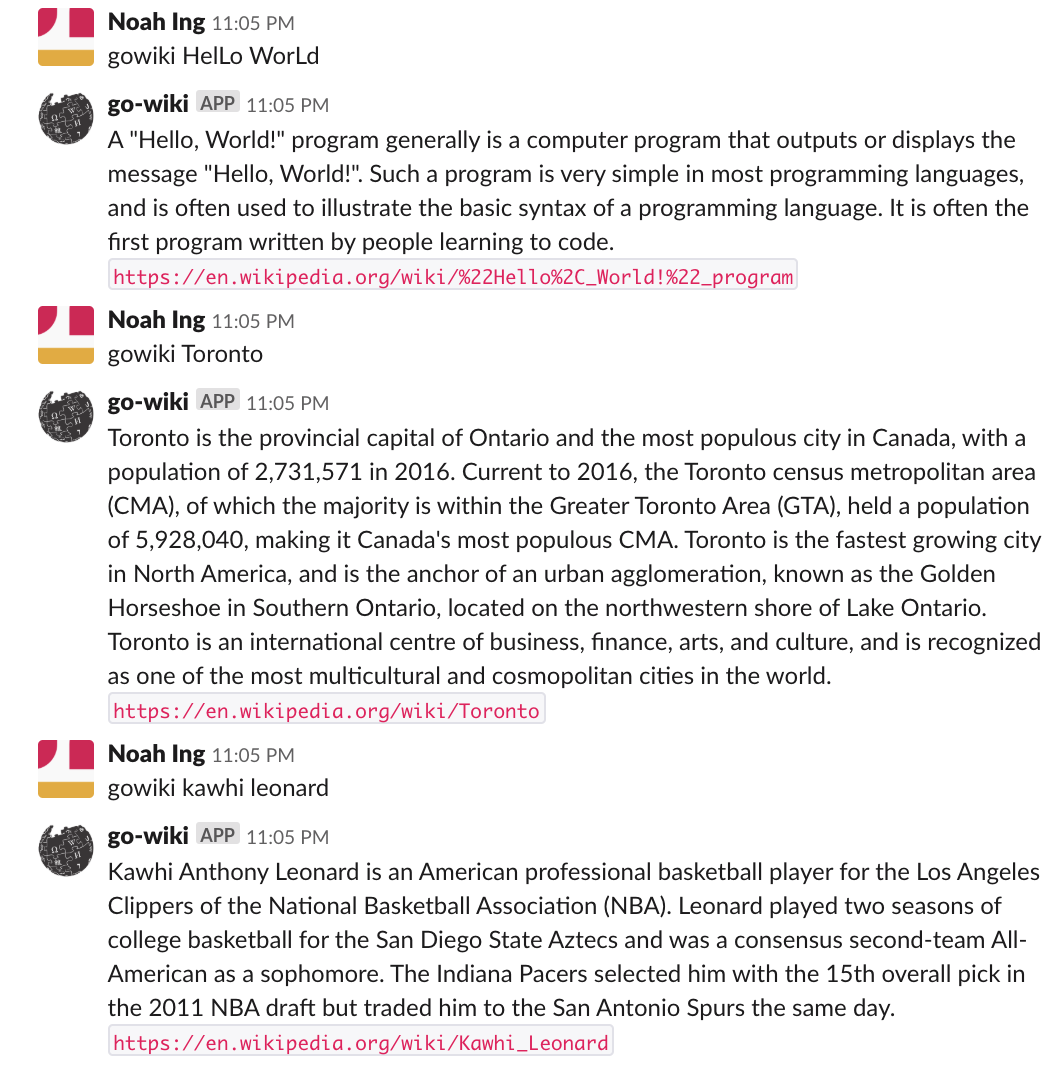 Noah Ing 11:05 PM
gowiki HelLo WorLd
go-wiki APP 11:05 PM
A "Hello, World!" program generally is a computer program that outputs or displays the
message "Hello, World!". Such a program is very simple in most programming languages,
and is often used to illustrate the basic syntax of a programming language. It is often the
first program written by people learning to code.
https://en.wikipedia.org/wiki/%22Hello%2C_World!%22_program
Noah Ing 11:05 PM
gowiki Toronto
go-wiki APP 11:05 PM
Toronto is the provincial capital of Ontario and the most populous city in Canada, with a
population of 2,731,571 in 2016. Current to 2016, the Toronto census metropolitan area
(CMA), of which the majority is within the Greater Toronto Area (GTA), held a population
of 5,928,040, making it Canada's most populous CMA. Toronto is the fastest growing city
in North America, and is the anchor of an urban agglomeration, known as the Golden
Horseshoe in Southern Ontario, located on the northwestern shore of Lake Ontario.
Toronto is an international centre of business, finance, arts, and culture, and is recognized
as one of the most multicultural and cosmopolitan cities in the world.
https://en.wikipedia.org/wiki/Toronto
Noah Ing 11:05 PM
gowiki kawhi leonard
go-wiki APP 11:05 PM
Kawhi Anthony Leonard is an American professional basketball player for the Los Angeles
Clippers of the National Basketball Association (NBA). Leonard played two seasons of
college basketball for the San Diego State Aztecs and was a consensus second-team All-
American as a sophomore. The Indiana Pacers selected him with the 15th overall pick in
the 2011 NBA draft but traded him to the San Antonio Spurs the same day.
https://en.wikipedia.org/wiki/Kawhi_Leonard